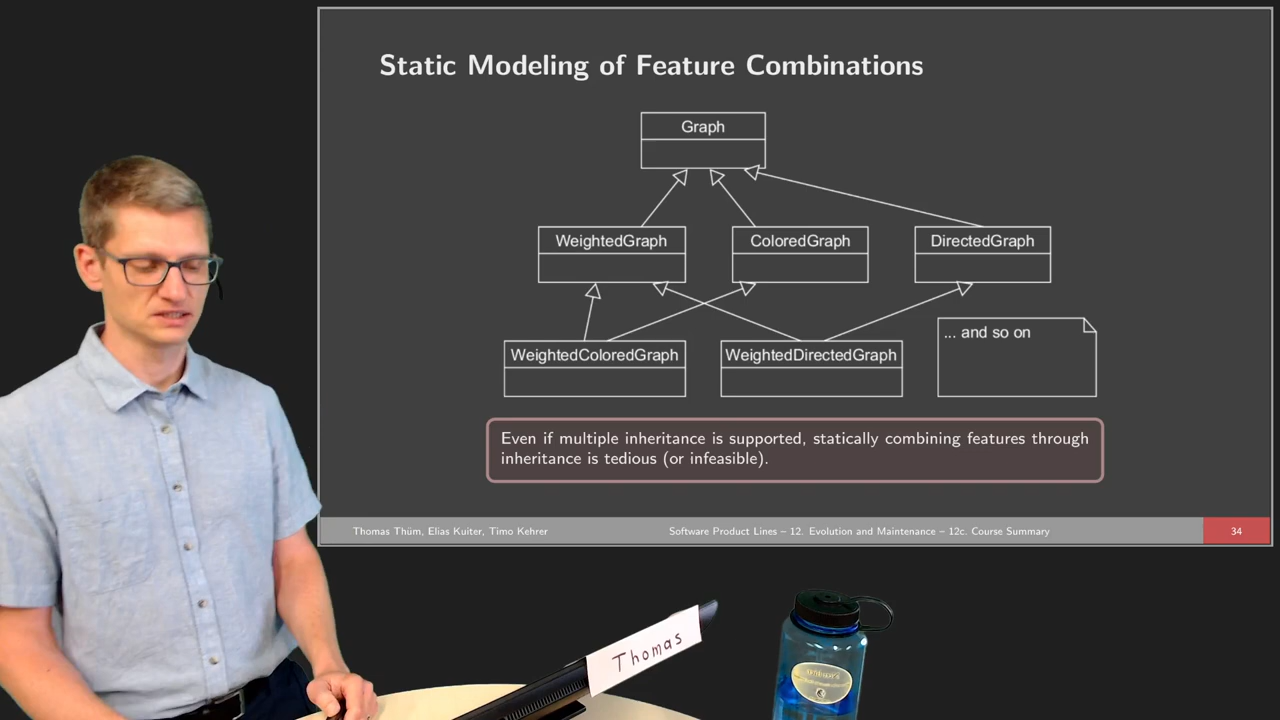 Static Modeling of Feature Combinations
Graph
WeightedGraph
ColoredGraph
DirectedGraph
WeightedColoredGraph
WeightedDirectedGraph
... and so on
Even if multiple inheritance is supported, statically combining features through
inheritance is tedious (or infeasible).
Thomas Thüm, Elias Kuiter, Timo Kehrer
Software Product Lines – 12. Evolution and Maintenance – 12c. Course Summary
34
Thomas